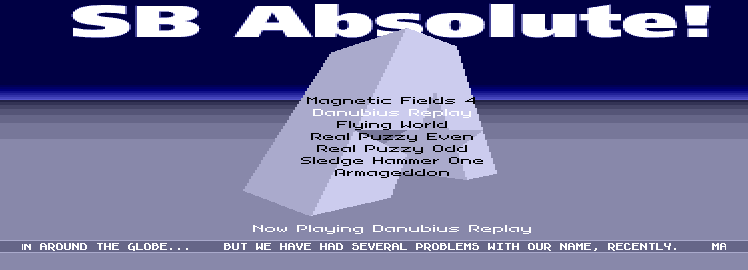 SB Absolute!
Magnetic Fields 4
Danubius Replay
Flying World
Real Puzzy Even
Real Puzzy Odd
Sledge Hammer One
Armageddon
Now Playing Danubius Replay
N AROUND THE GLOBE... BUT WE HAVE HAD SEVERAL PROBLEMS WITH OUR NAME, RECENTLY. MA